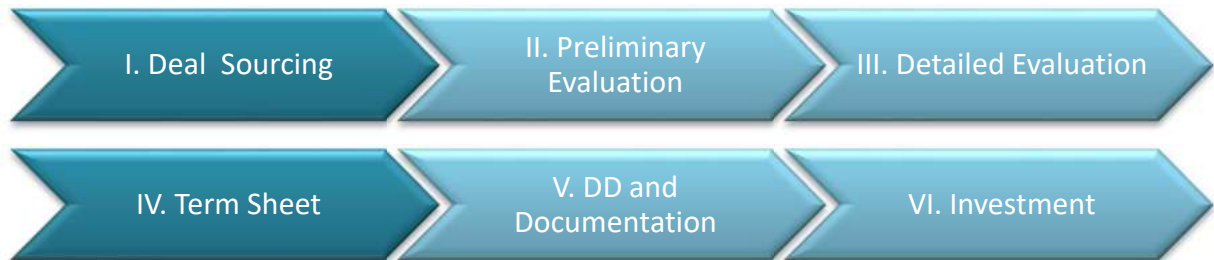 I. Deal Sourcing
II. Preliminary
Evaluation
III. Detailed Evaluation
IV. Term Sheet
V. DD and
Documentation
VI. Investment